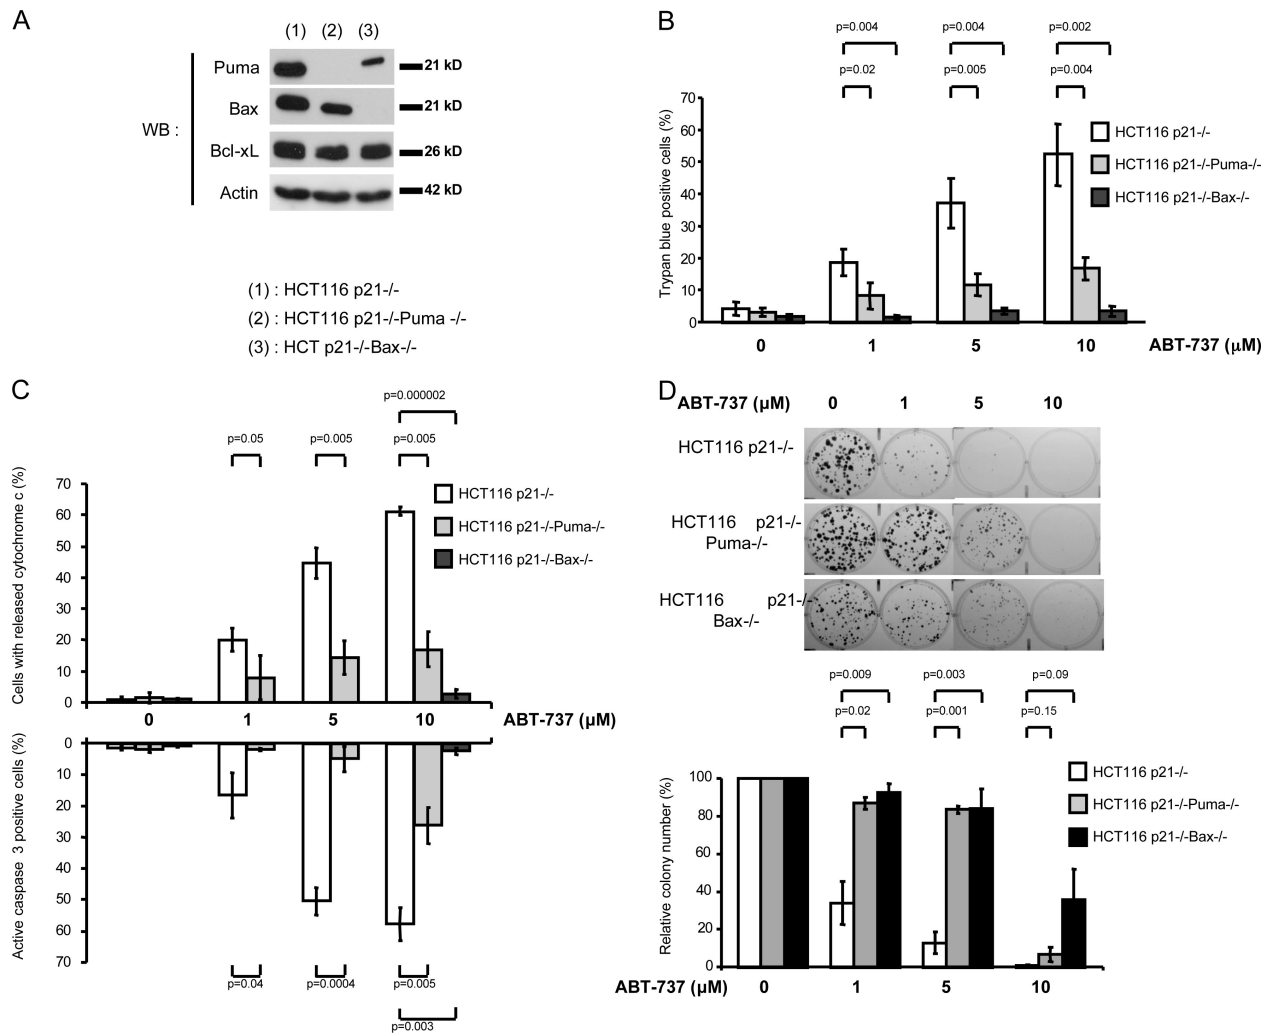 A
(1) (2) (3)
WB :
Puma
21 kD
Bax
21 kD
Bcl-xL
26 kD
Actin
42 kD
(1) : HCT116 p21-/-
(2) : HCT116 p21-/-Puma -/-
(3) : HCT p21-/-Bax-/-
B
p=0.004
p=0.004
p=0.002
p=0.02
p=0.005
p=0.004
Trypan blue positive cells (%)
70
60
50
40
30
20
10
0
HCT116 p21-/-
HCT116 p21-/-Puma-/-
HCT116 p21-/-Bax-/-
0 1 5 10 ABT-737 (μM)
C
p=0.000002
p=0.05
p=0.005
p=0.005
Cells with released cytochrome c (%)
70
60
50
40
30
20
10
0
HCT116 p21-/-
HCT116 p21-/-Puma-/-
HCT116 p21-/-Bax-/-
0 1 5 10 ABT-737 (μM)
Active caspase 3 positive cells (%)
0
10
20
30
40
50
60
70
p=0.04
p=0.0004
p=0.005
p=0.003
D
ABT-737 (μM) 0 1 5 10
HCT116 p21-/-
HCT116 p21-/-
Puma-/-
HCT116 p21-/-
Bax-/-
p=0.009
p=0.003
p=0.09
p=0.02
p=0.001
p=0.15
Relative colony number (%)
100
80
60
40
20
0
HCT116 p21-/-
HCT116 p21-/-Puma-/-
HCT116 p21-/-Bax-/-
ABT-737 (μM) 0 1 5 10